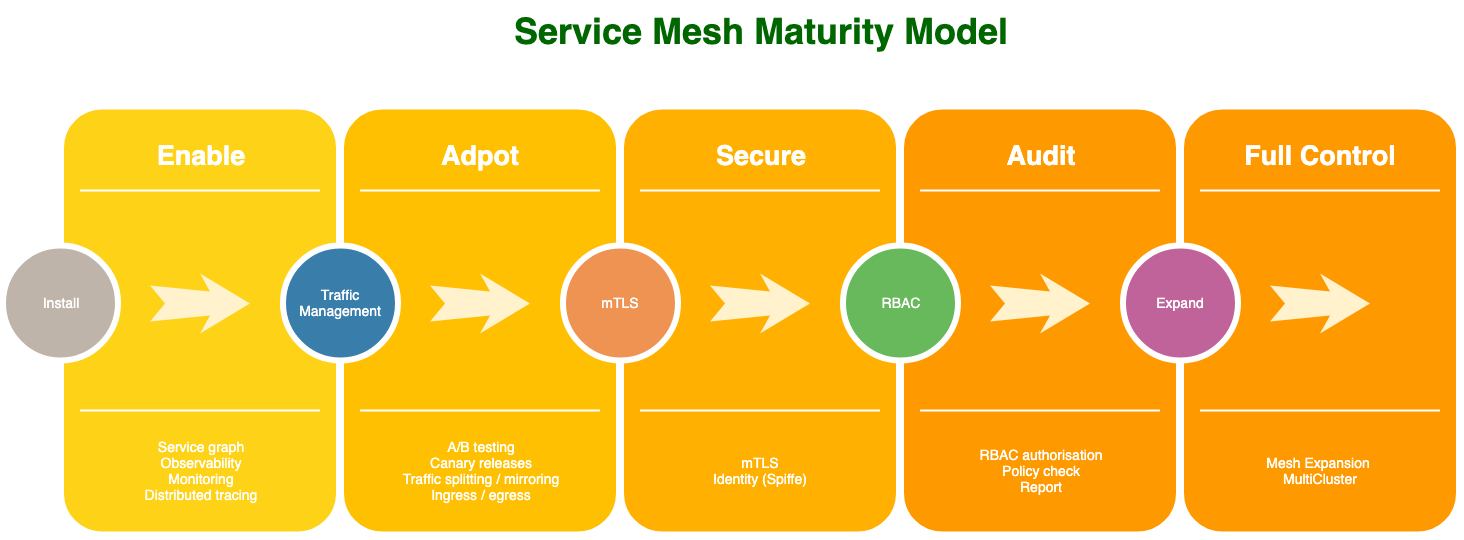 Service Mesh Maturity Model
Enable
Adpot
Secure
Audit
Full Control
Install
Traffic
Management
mTLS
RBAC
Expand
Service graph
Observability
Monitoring
Distributed tracing
A/B testing
Canary releases
Traffic splitting / mirroring
Ingress / egress
mTLS
Identity (Spiffe)
RBAC authorisation
Policy check
Report
Mesh Expansion
MultiCluster